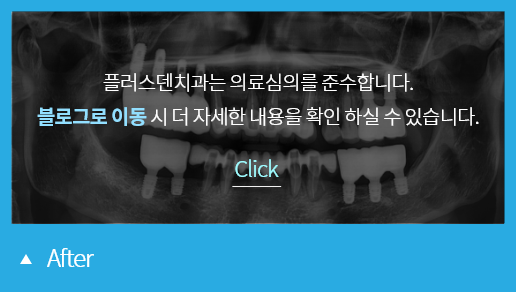 플러스덴치과는 의료심의를 준수합니다.
블로그로 이동 시 더 자세한 내용을 확인 하실 수 있습니다.
Click
▲ After